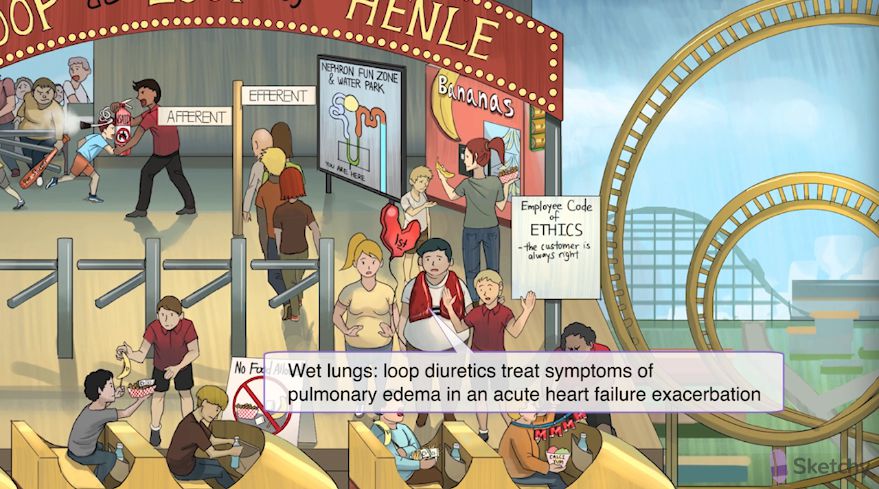 OOP
HENLE
AFFERENT
EFFERENT
NEPHRON FUN ZONE
& WATER PARK
YOU ARE HERE
Bananas
1st
Employee Code
of
ETHICS
-the customer is
always right
No Food
Wet lungs: loop diuretics treat symptoms of
pulmonary edema in an acute heart failure exacerbation
CALCI
Sketchy